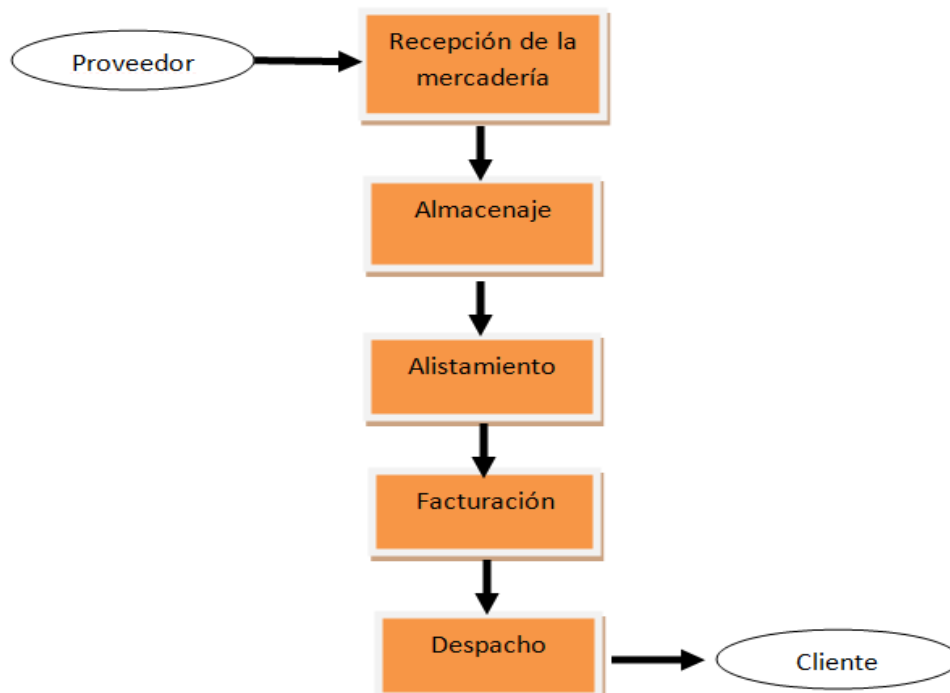 Proveedor
Recepción de la
mercadería
Almacenaje
Alistamiento
Facturación
Despacho
Cliente